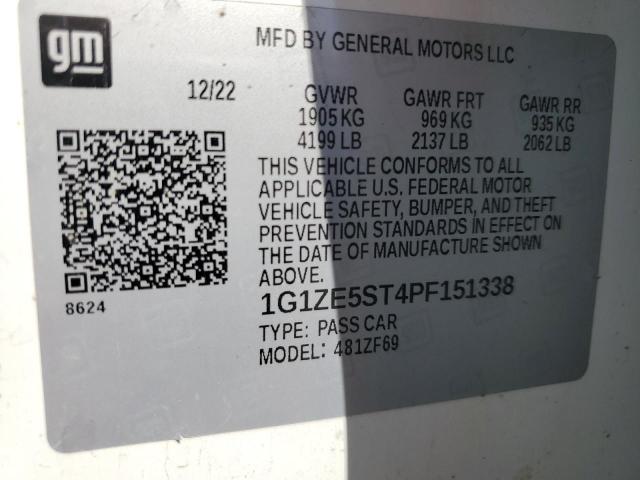 gm
MFD BY GENERAL MOTORS LLC
12/22 GVWR GAWR FRT GAWR RR
1905 KG 969 KG 935 KG
4199 LB 2137 LB 2062 LB
THIS VEHICLE CONFORMS TO ALL
APPLICABLE U.S. FEDERAL MOTOR
VEHICLE SAFETY, BUMPER, AND THEFT
PREVENTION STANDARDS IN EFFECT ON
THE DATE OF MANUFACTURE SHOWN
ABOVE.
8624
1G1ZE5ST4PF151338
TYPE: PASS CAR
MODEL: 481ZF69